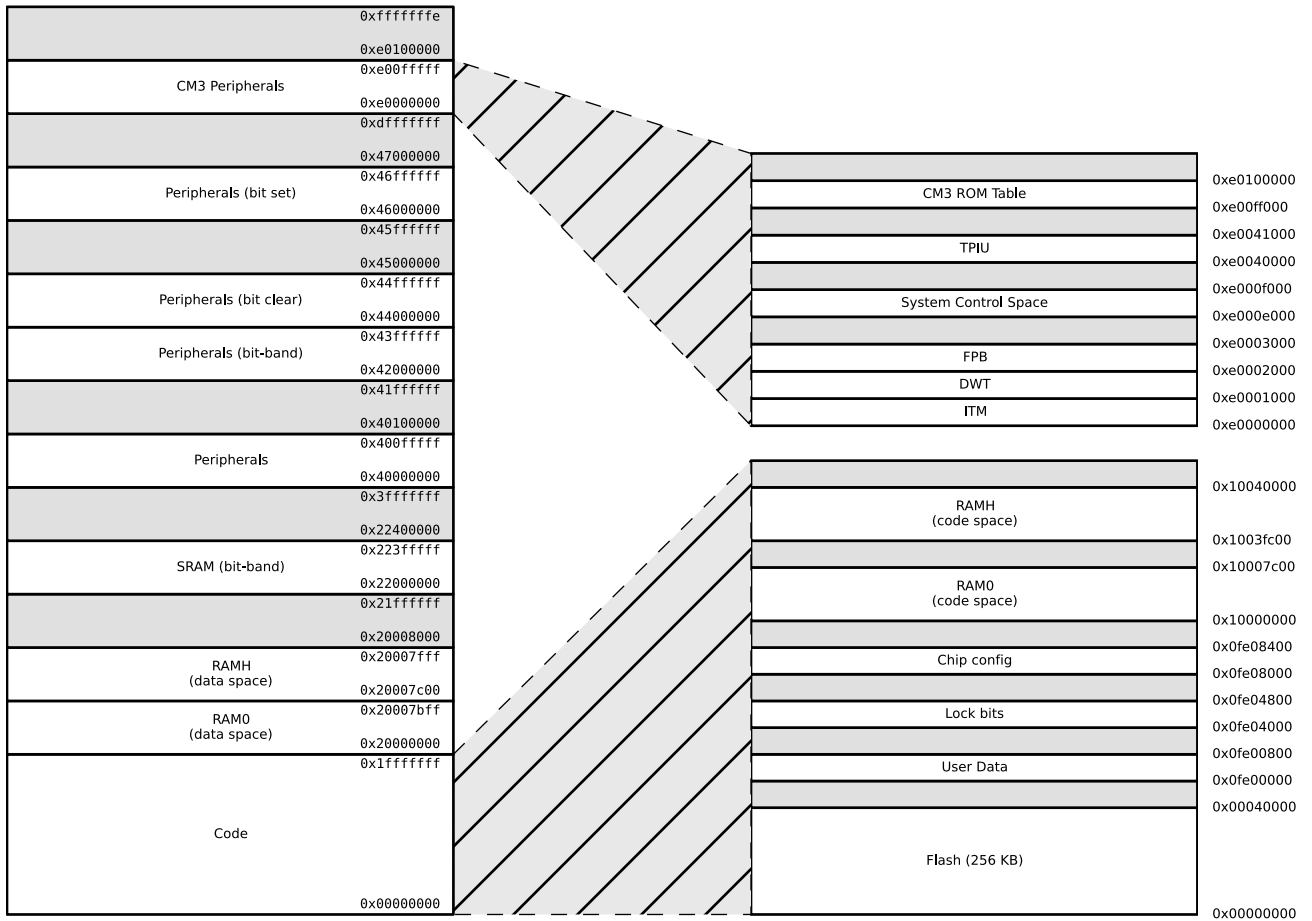 0xfffffffe
0xe0100000
0xe00fffff
CM3 Peripherals
0xe0000000
0xdfffffff
0x47000000
0x46ffffff
Peripherals (bit set)
0x46000000
0x45ffffff
0x45000000
0x44ffffff
Peripherals (bit clear)
0x44000000
0x43ffffff
Peripherals (bit-band)
0x42000000
0x41ffffff
0x40100000
0x400fffff
Peripherals
0x40000000
0x3fffffff
0x22400000
0x223fffff
SRAM (bit-band)
0x22000000
0x21ffffff
0x20008000
0x20007fff
RAMH
(data space)
0x20007c00
0x20007bff
RAM0
(data space)
0x20000000
0x1fffffff
Code
0x00000000
0xe0100000
CM3 ROM Table
0xe00ff000
0xe0041000
TPIU
0xe0040000
0xe000f000
System Control Space
0xe000e000
0xe0003000
FPB
0xe0002000
DWT
0xe0001000
ITM
0xe0000000
0x10040000
RAMH
(code space)
0x1003fc00
0x10007c00
RAM0
(code space)
0x10000000
0x0fe08400
Chip config
0x0fe08000
0x0fe04800
Lock bits
0x0fe04000
0x0fe00800
User Data
0x0fe00000
0x00040000
Flash (256 KB)
0x00000000